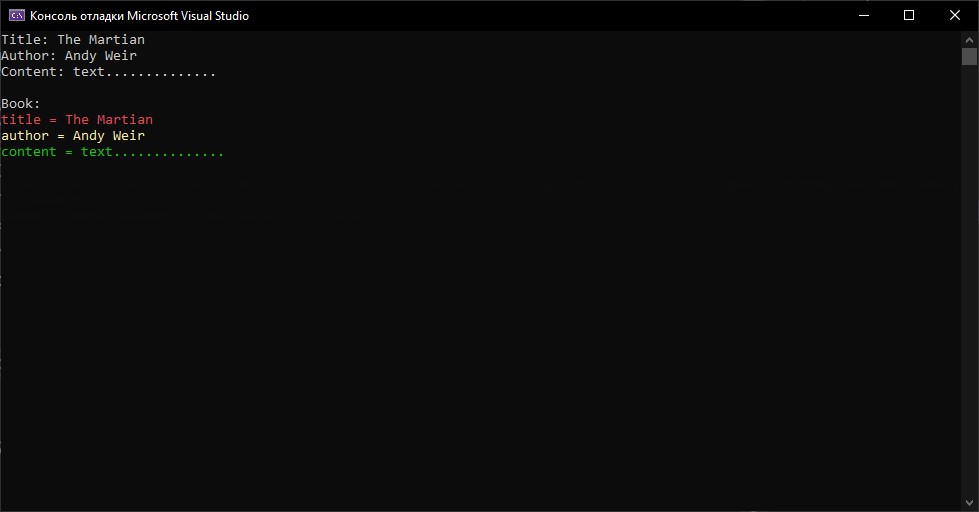 Консоль отладки Microsoft Visual Studio
Title: The Martian
Author: Andy Weir
Content: text..............
Book:
title = The Martian
author = Andy Weir
content = text..............